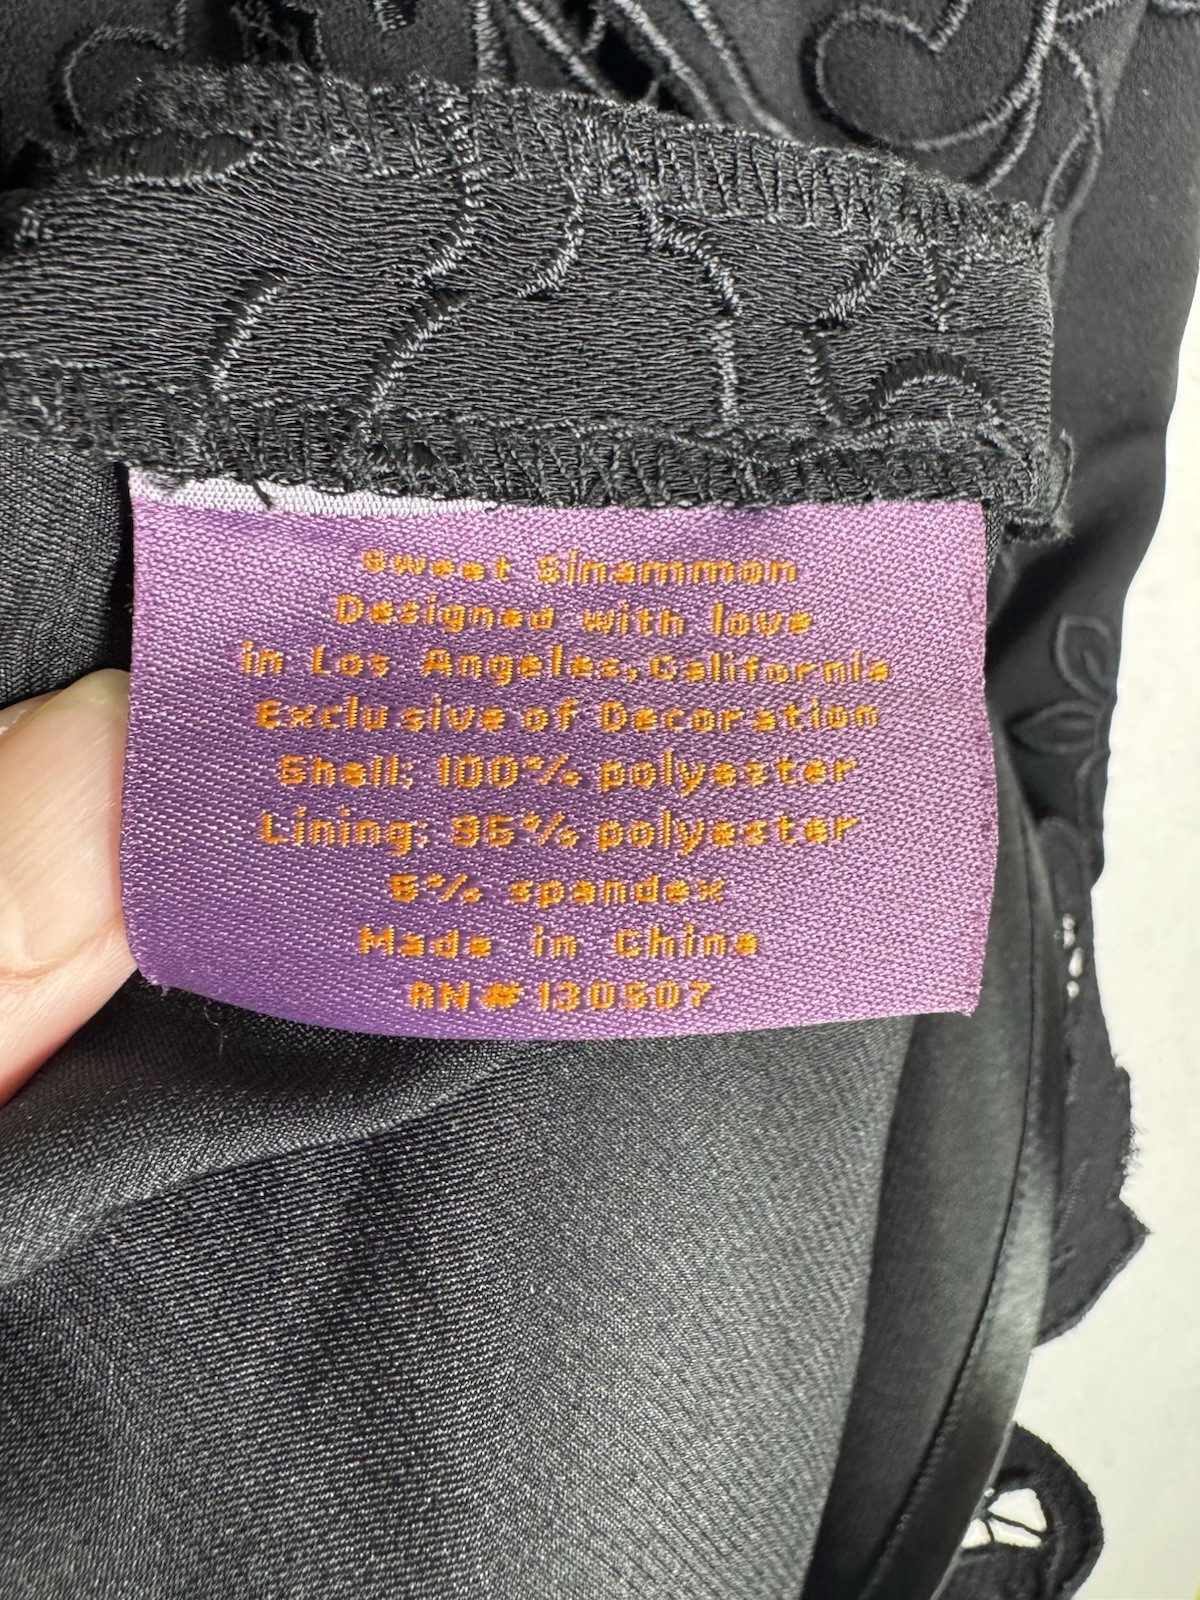 Sweet Sinammon
Designed with love
in Los Angeles, California
Exclusive of Decoration
Shell: 100% polyester
Lining: 95% polyester
5% spandex
Made in China
RN# 130507